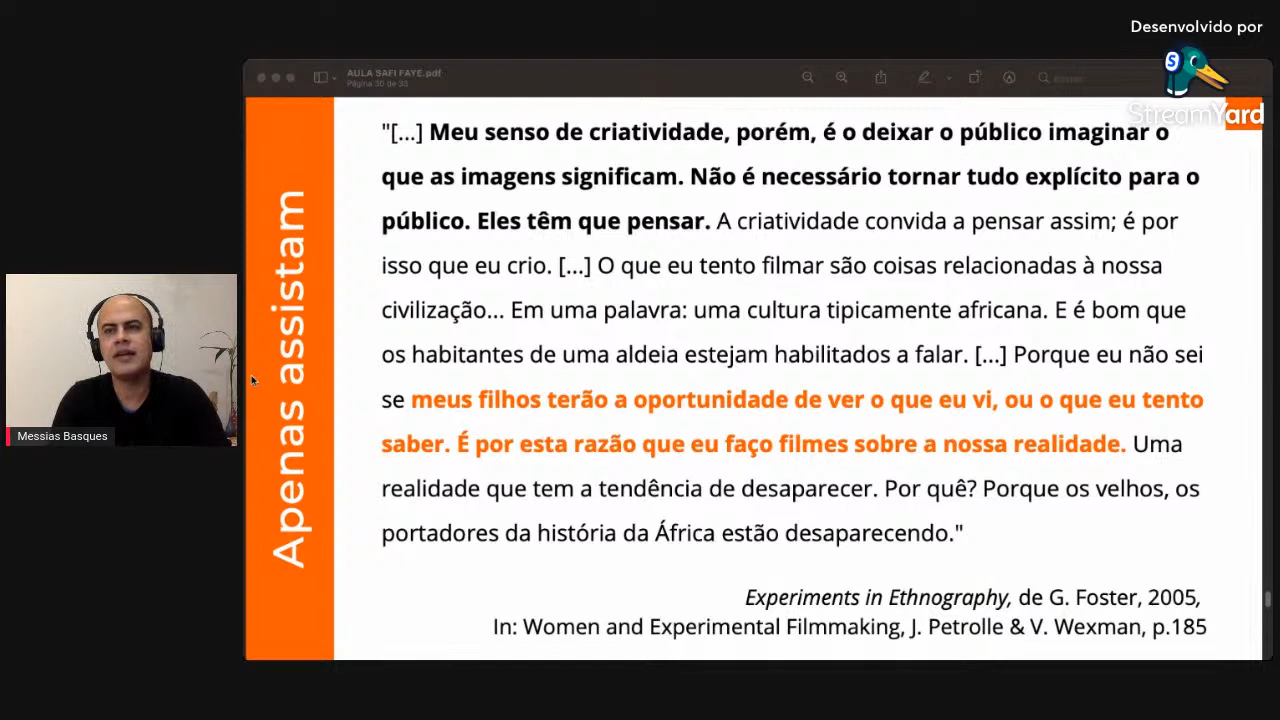 Desenvolvido por
StreamYard
AULA SAFI FAYE.pdf
Página 30 de 33
Apenas assistam
"[...] Meu senso de criatividade, porém, é o deixar o público imaginar o
que as imagens significam. Não é necessário tornar tudo explícito para o
público. Eles têm que pensar. A criatividade convida a pensar assim; é por
isso que eu crio. [...] O que eu tento filmar são coisas relacionadas à nossa
civilização... Em uma palavra: uma cultura tipicamente africana. E é bom que
os habitantes de uma aldeia estejam habilitados a falar. [...] Porque eu não sei
se meus filhos terão a oportunidade de ver o que eu vi, ou o que eu tento
saber. É por esta razão que eu faço filmes sobre a nossa realidade. Uma
realidade que tem a tendência de desaparecer. Por quê? Porque os velhos, os
portadores da história da África estão desaparecendo."
Experiments in Ethnography, de G. Foster, 2005,
In: Women and Experimental Filmmaking, J. Petrolle & V. Wexman, p.185
Messias Basques